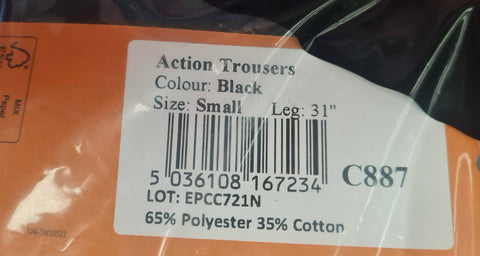 Action Trousers
Colour: Black
Size: Small Leg: 31"
5 036108 167234
C887
LOT: EPCC721N
65% Polyester 35% Cotton
MIX
Paper